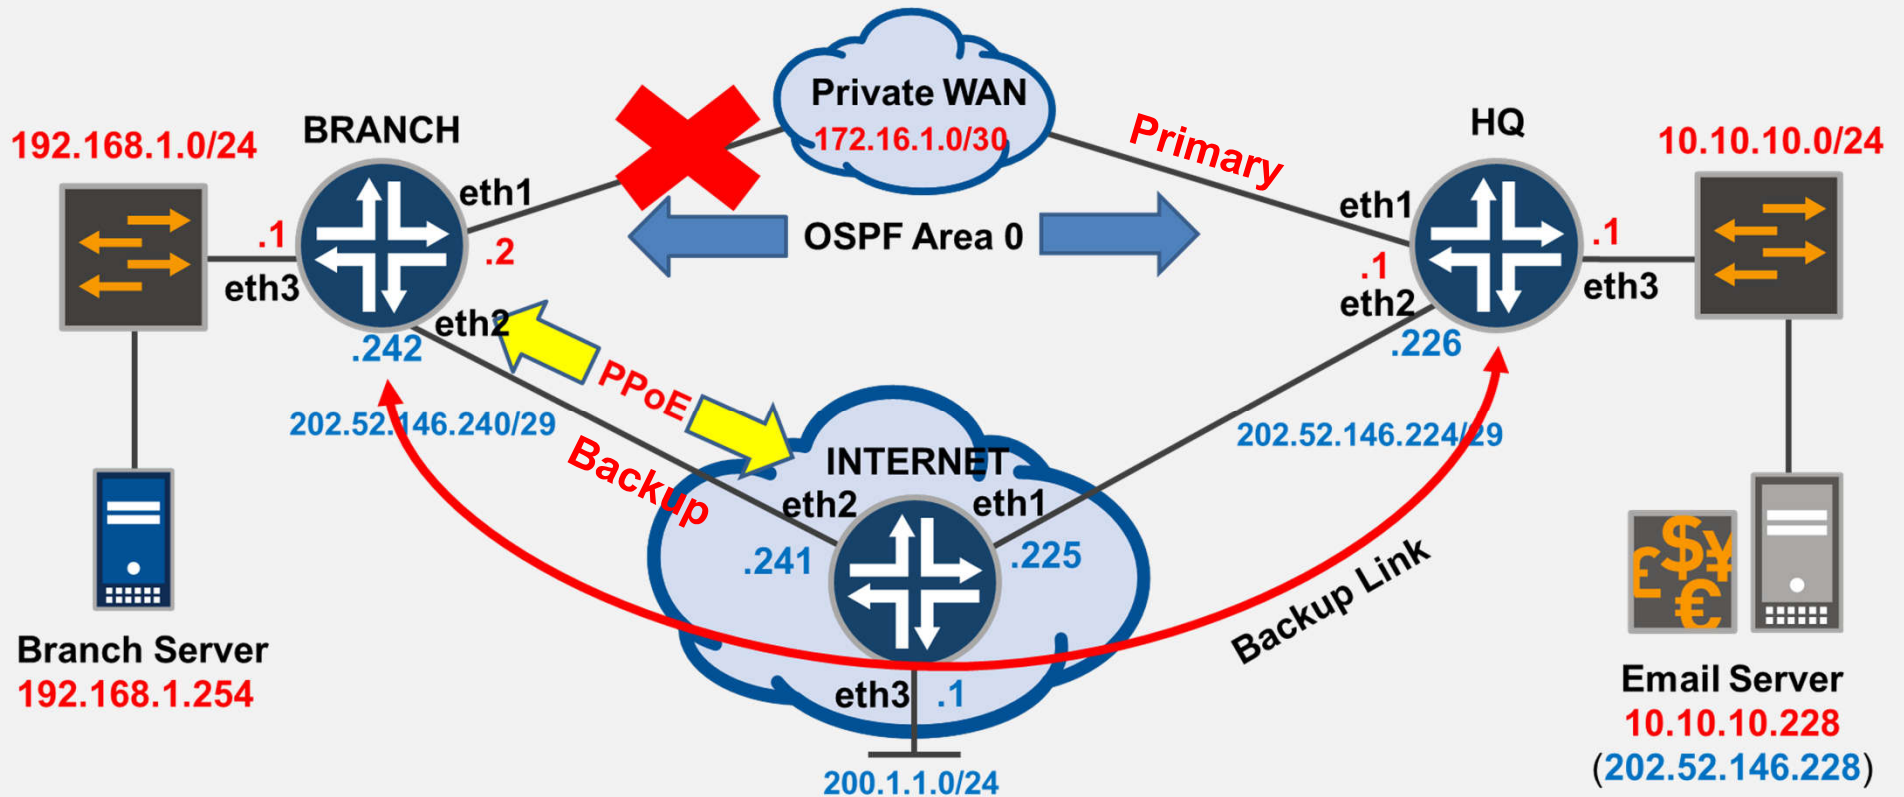 Private WAN
172.16.1.0/30
BRANCH
HQ
192.168.1.0/24
Primary
10.10.10.0/24
eth1
eth1
.1
.2
OSPF Area 0
.1
.1
eth3
eth2
eth2
eth3
.242
.226
PPoE
202.52.146.240/29
202.52.146.224/29
Backup
INTERNET
eth2
eth1
.241
.225
Backup Link
$¥
£
€
Branch Server
192.168.1.254
eth3
.1
Email Server
10.10.10.228
(202.52.146.228)
200.1.1.0/24